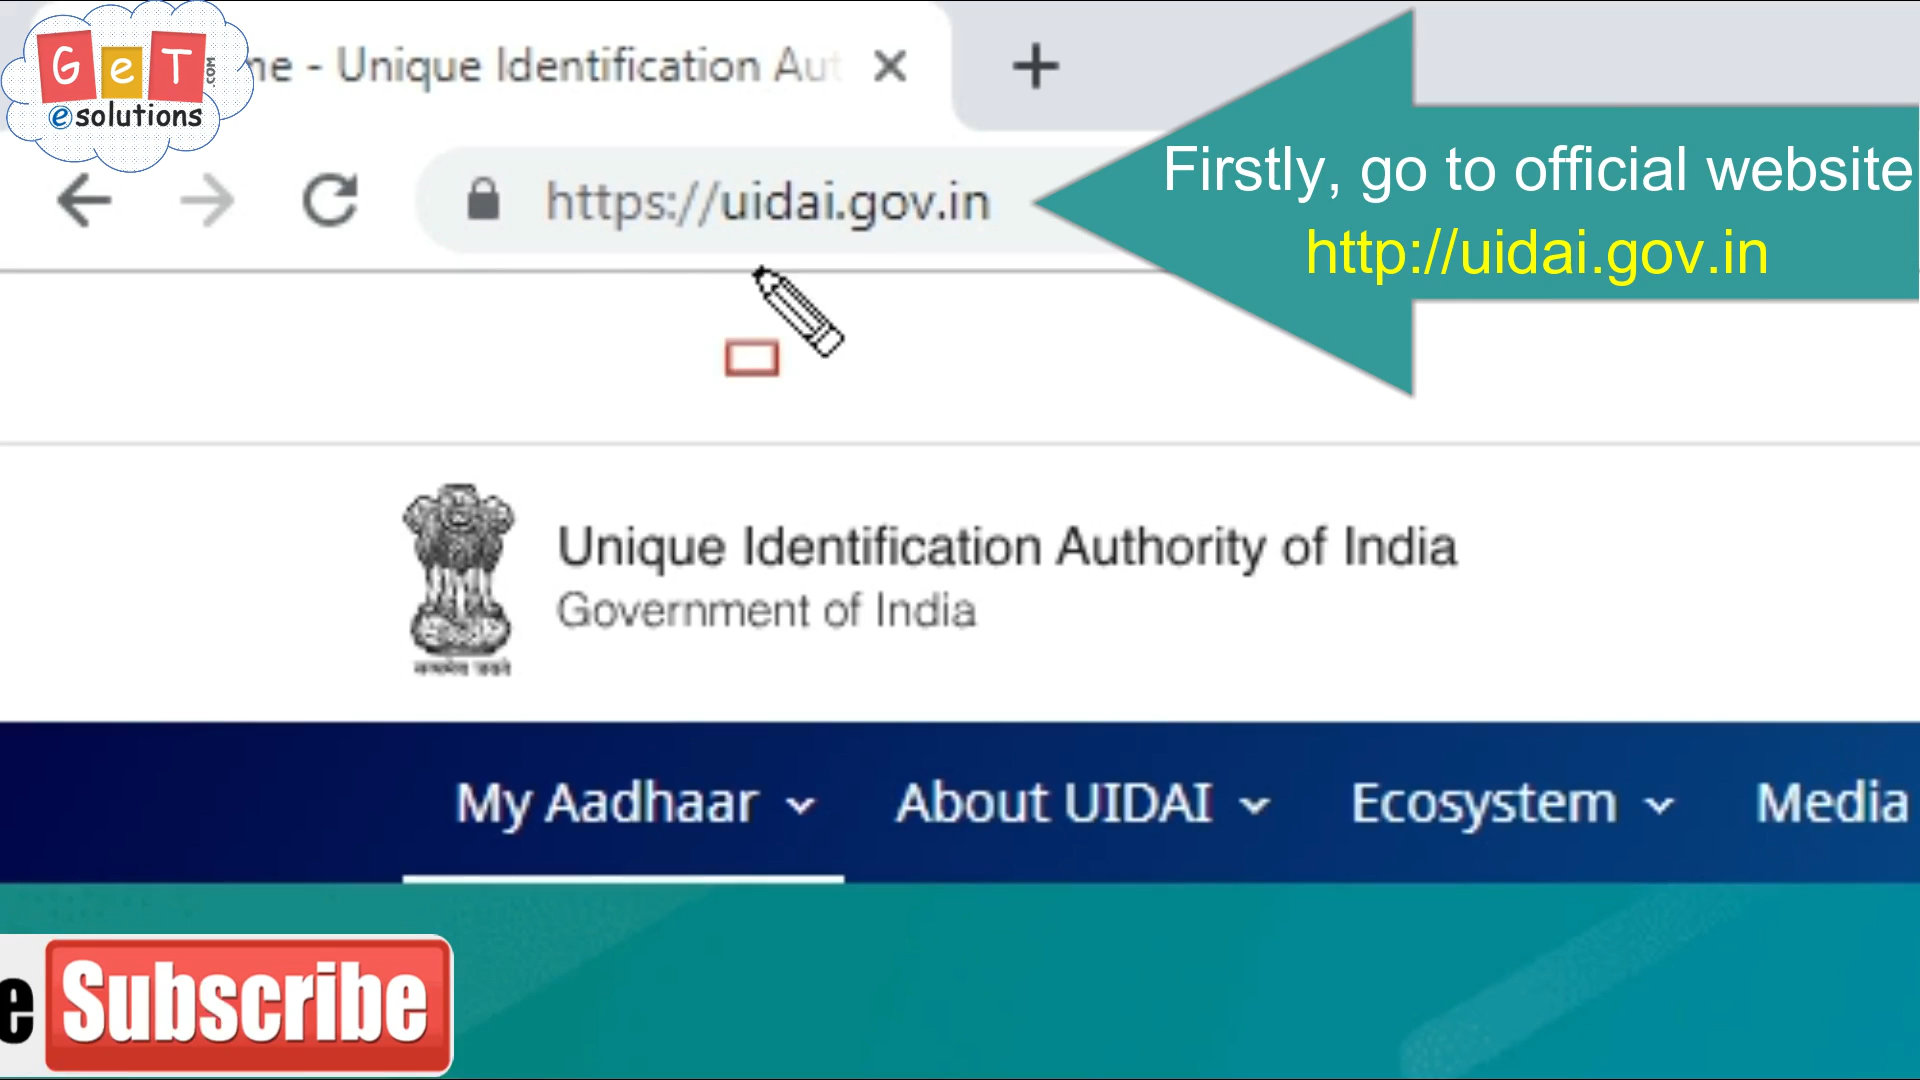 GeT.COM
esolutions
me - Unique Identification Aut
https://uidai.gov.in
Firstly, go to official website
http://uidai.gov.in
Unique Identification Authority of India
Government of India
My Aadhaar
About UIDAI
Ecosystem
Media
e
Subscribe